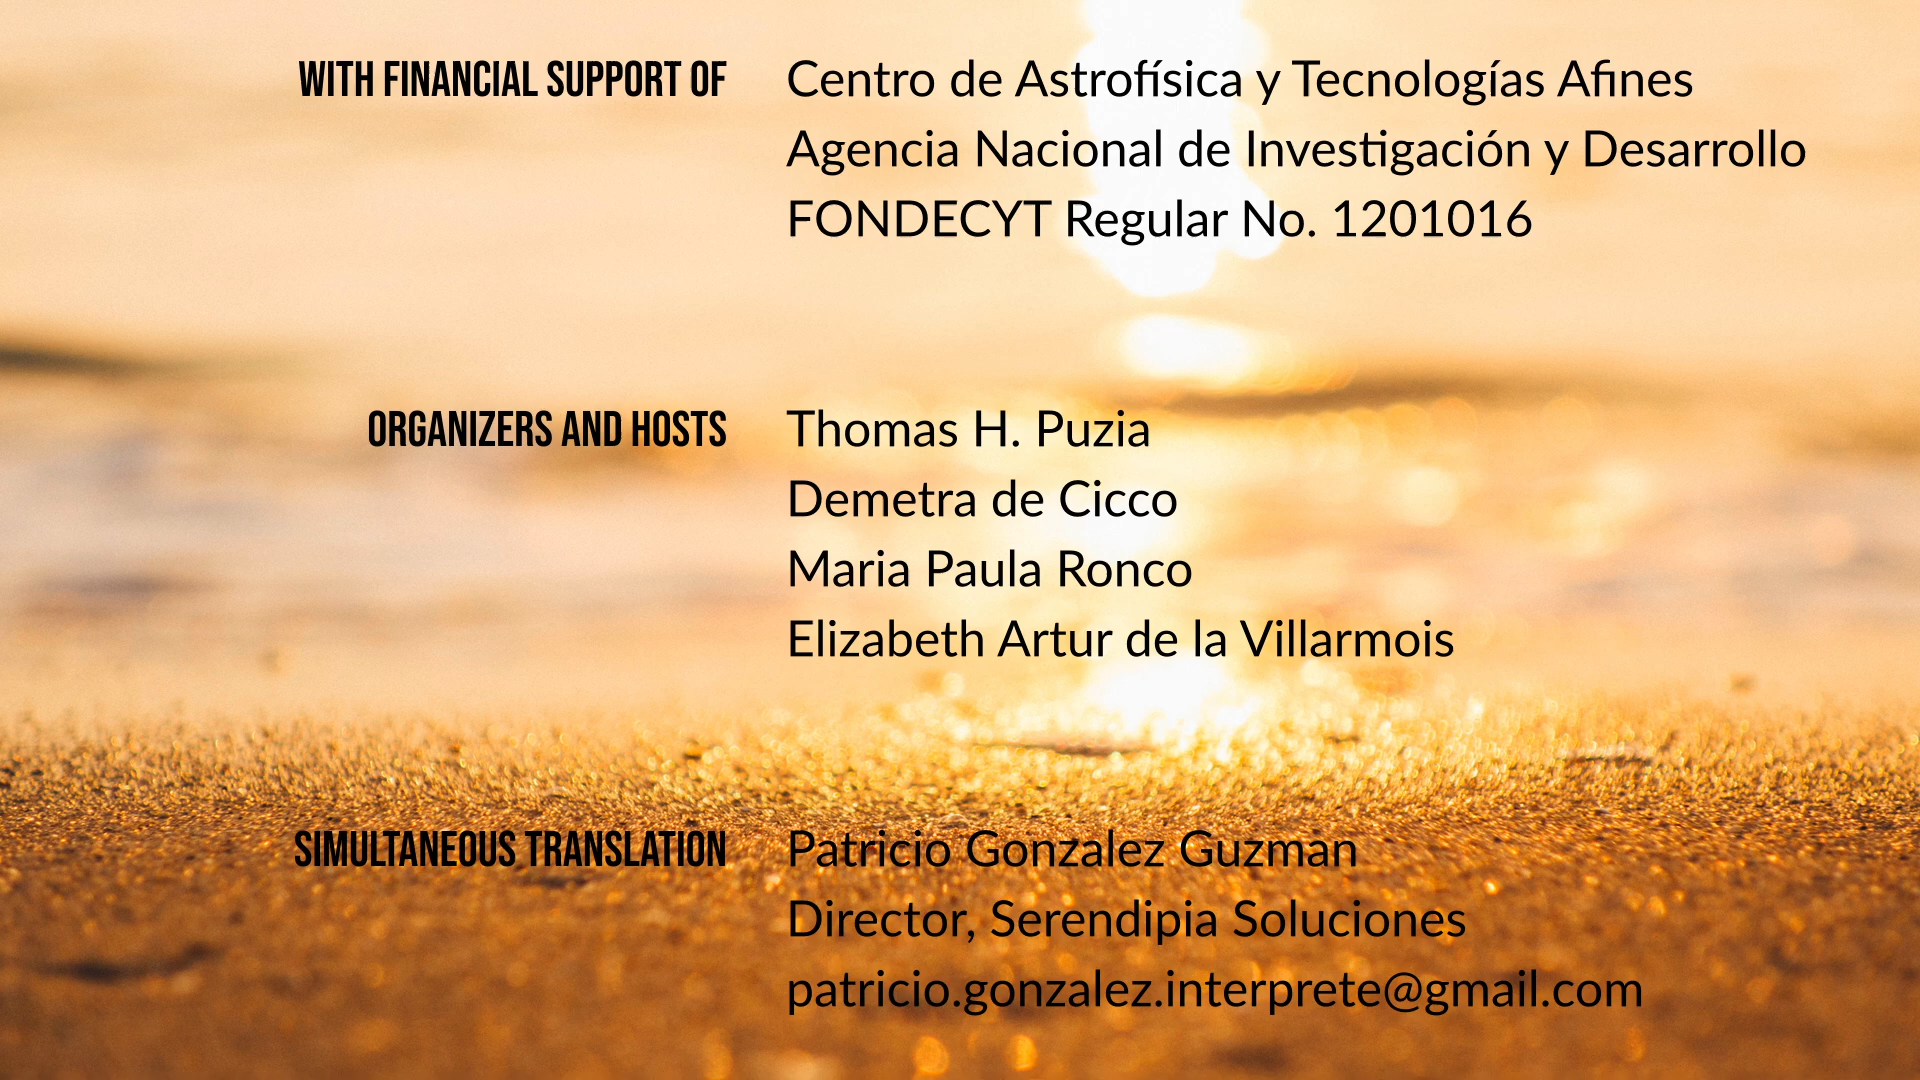 WITH FINANCIAL SUPPORT OF Centro de Astrofísica y Tecnologías Afines
Agencia Nacional de Investigación y Desarrollo
FONDECYT Regular No. 1201016
ORGANIZERS AND HOSTS Thomas H. Puzia
Demetra de Cicco
Maria Paula Ronco
Elizabeth Artur de la Villarmois
SIMULTANEOUS TRANSLATION Patricio Gonzalez Guzman
Director, Serendipia Soluciones
patricio.gonzalez.interprete@gmail.com